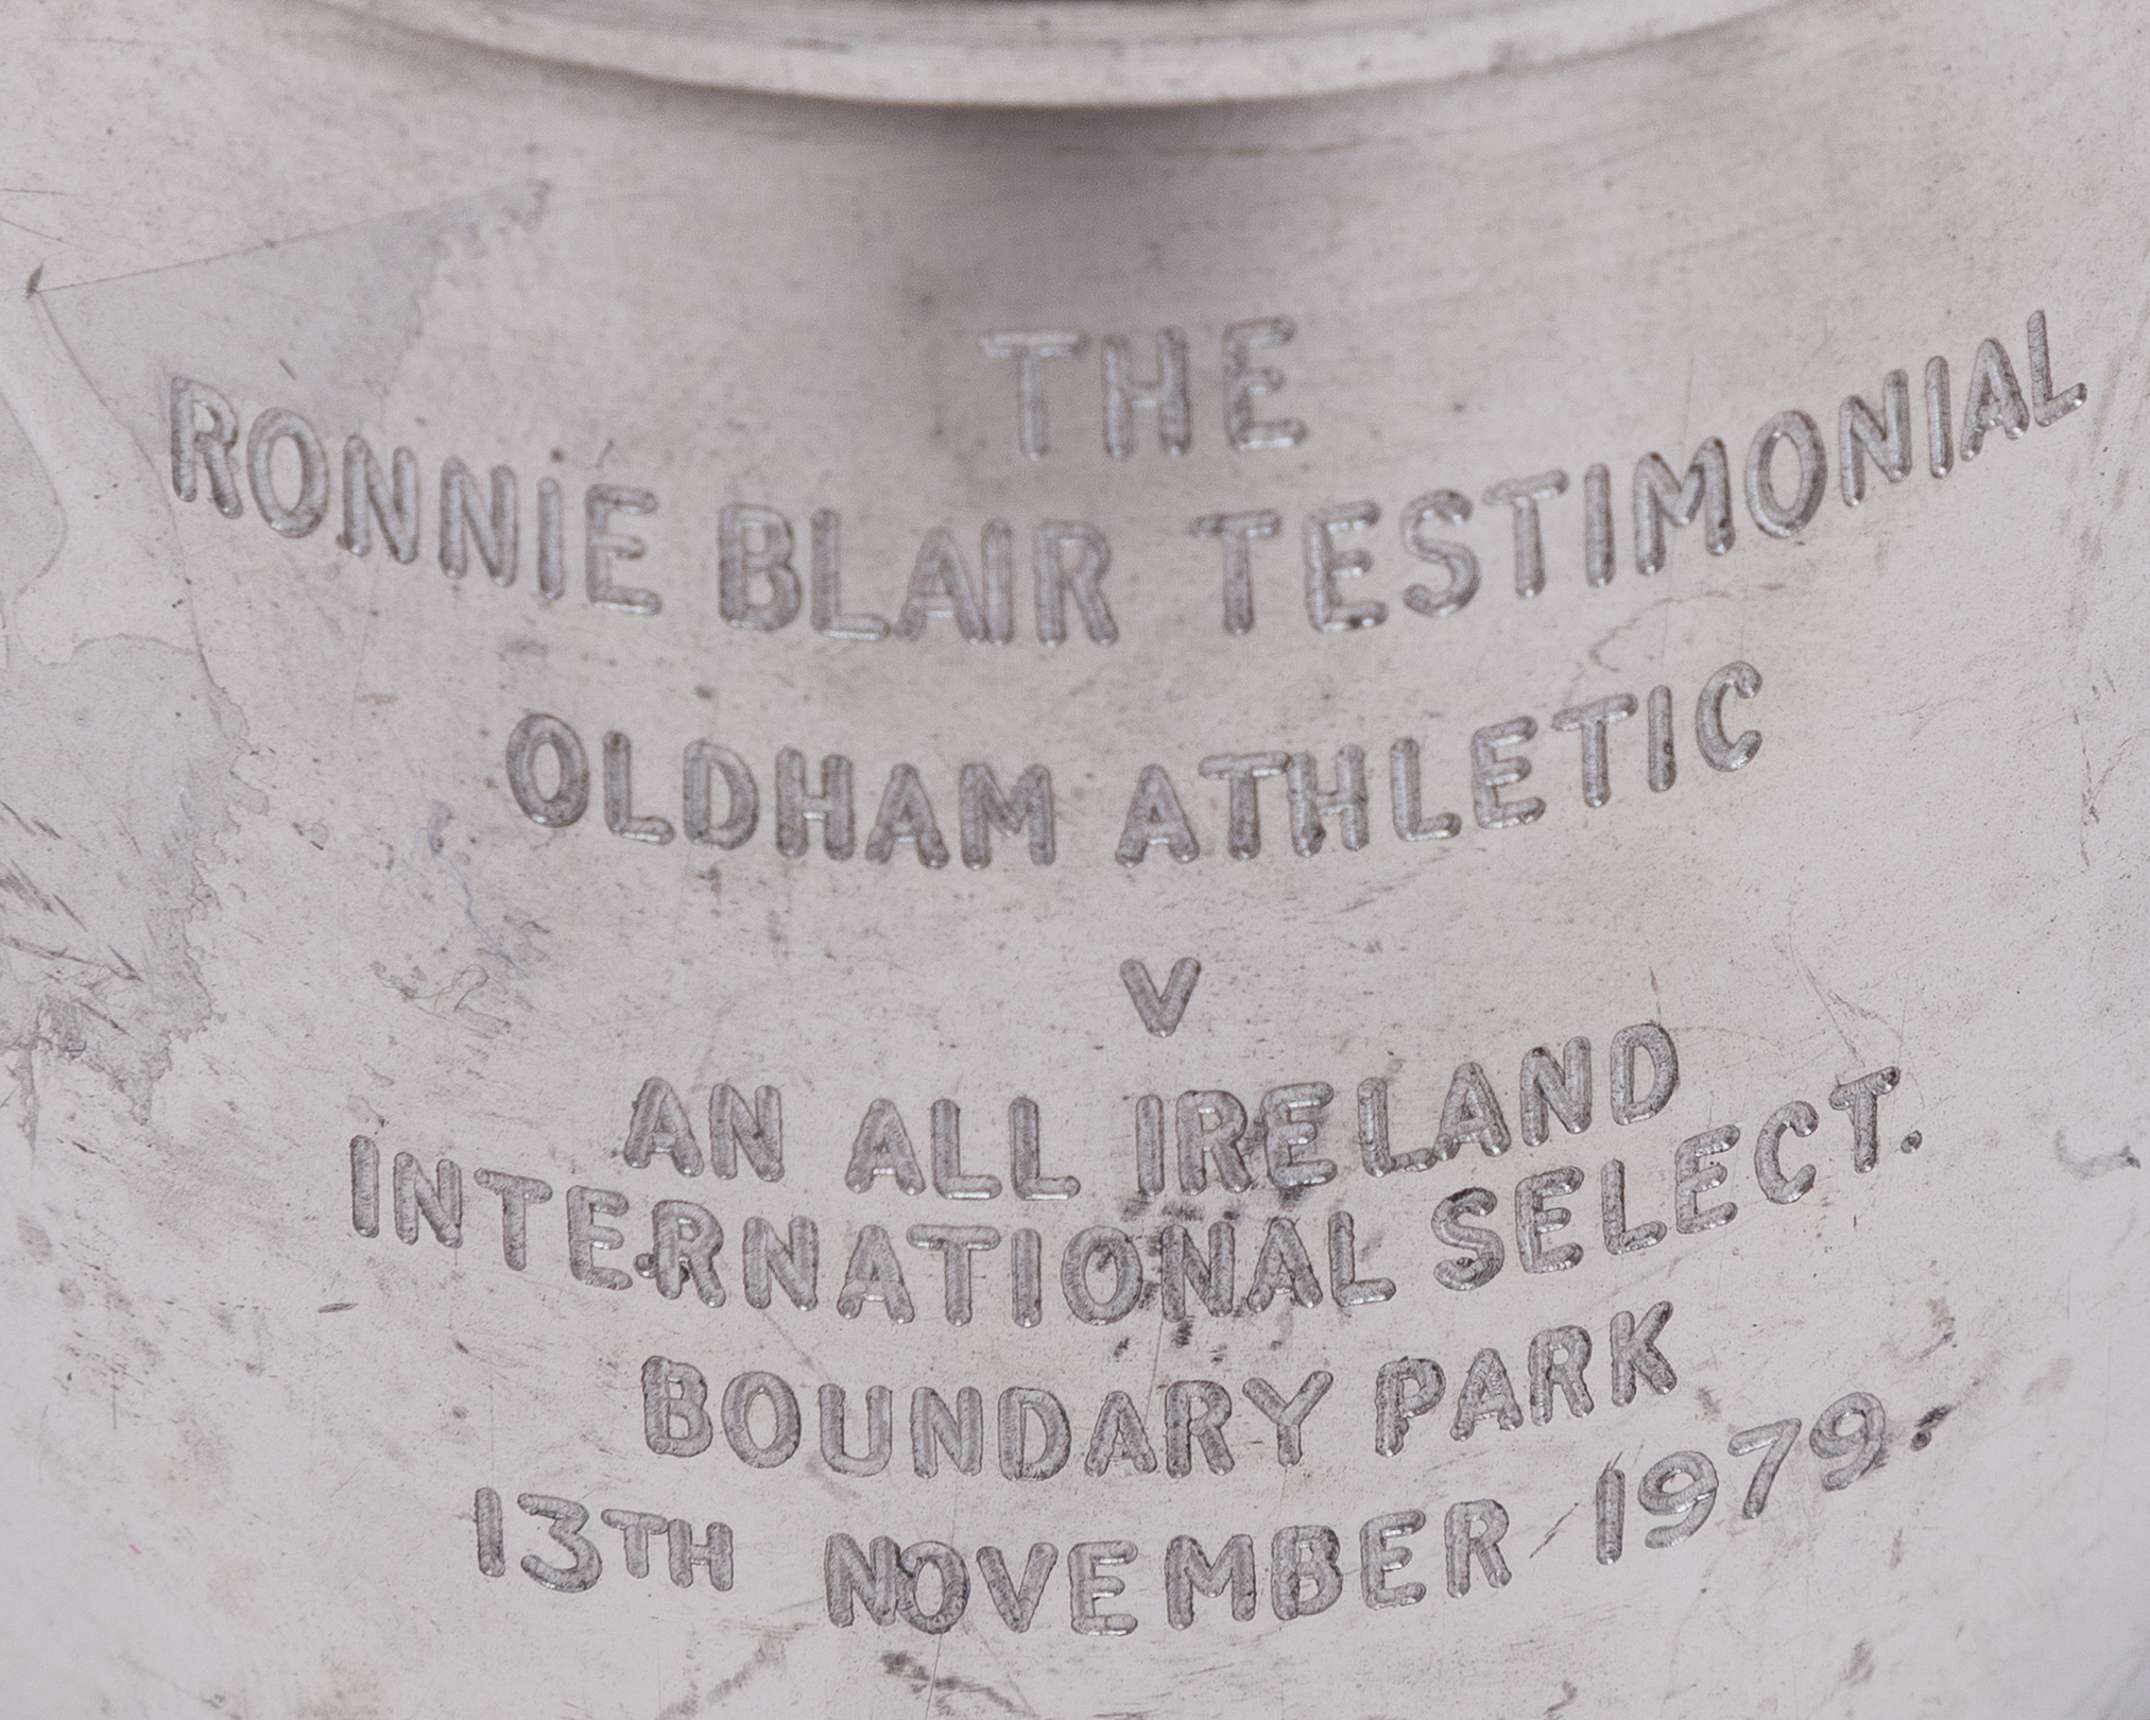 THE
RONNIE BLAIR TESTIMONIAL
OLDHAM ATHLETIC
V
AN ALL IRELAND
INTERNATIONAL SELECT.
BOUNDARY PARK
13TH NOVEMBER 1979.